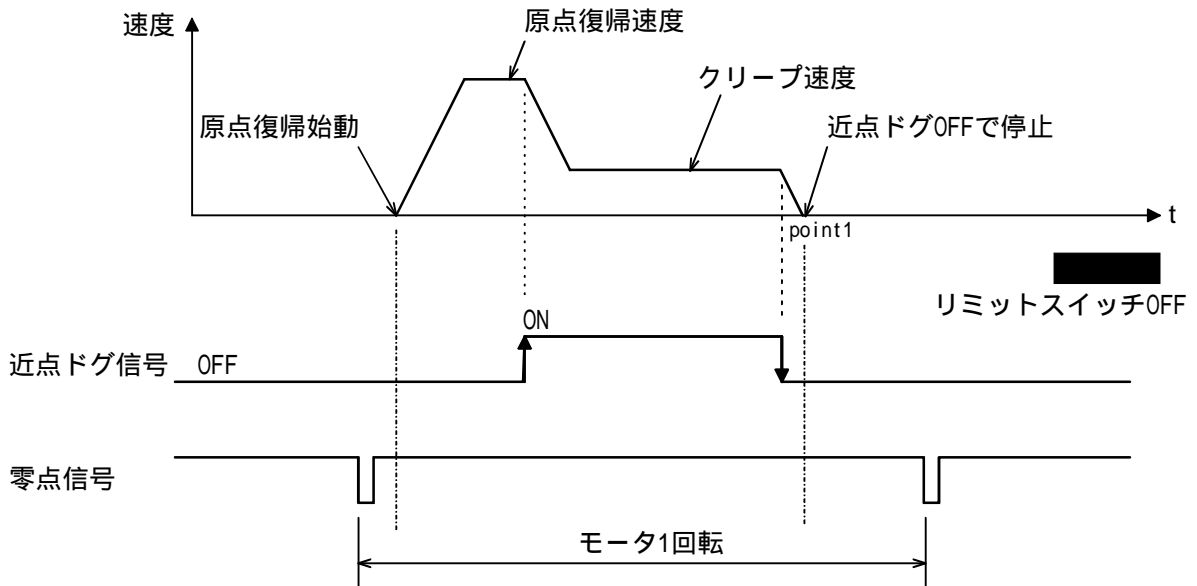 原点復帰速度
速度
クリープ速度
原点復帰始動
近点ドグOFFで停止
t
point1
リミットスイッチOFF
ON
近点ドグ信号 OFF
零点信号
モータ1回転